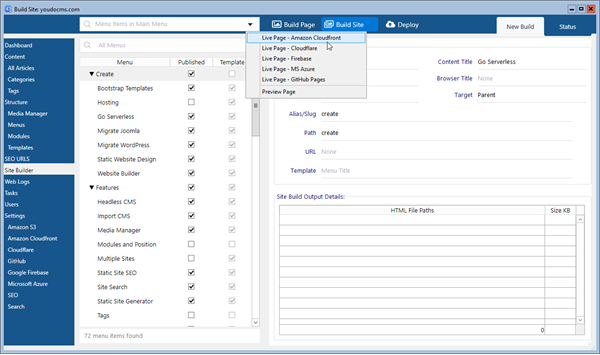 Build Site: youdocms.com
Menu Items in Main Menu
Build Page
Build Site
Deploy
New Build
Status
Live Page - Amazon Cloudfront
Live Page - Cloudflare
Live Page - Firebase
Live Page - MS Azure
Live Page - GitHub Pages
Preview Page
Dashboard
Content
All Articles
Categories
Tags
Structure
Media Manager
Menus
Modules
Templates
SEO URLS
Site Builder
Web Logs
Tasks
Users
Settings
Amazon S3
Amazon Cloudfront
Cloudflare
GitHub
Google Firebase
Microsoft Azure
SEO
Search
All Menus
Menu Published Template
Create
Bootstrap Templates
Hosting
Go Serverless
Migrate Joomla
Migrate WordPress
Static Website Design
Website Builder
Features
Headless CMS
Import CMS
Media Manager
Modules and Position
Multiple Sites
Static Site SEO
Site Search
Static Site Generator
Tags
72 menu items found
Content Title Go Serverless
Browser Title None
Target Parent
Alias/Slug create
Path create
URL None
Template Menu Title
Site Build Output Details:
HTML File Paths Size KB
0